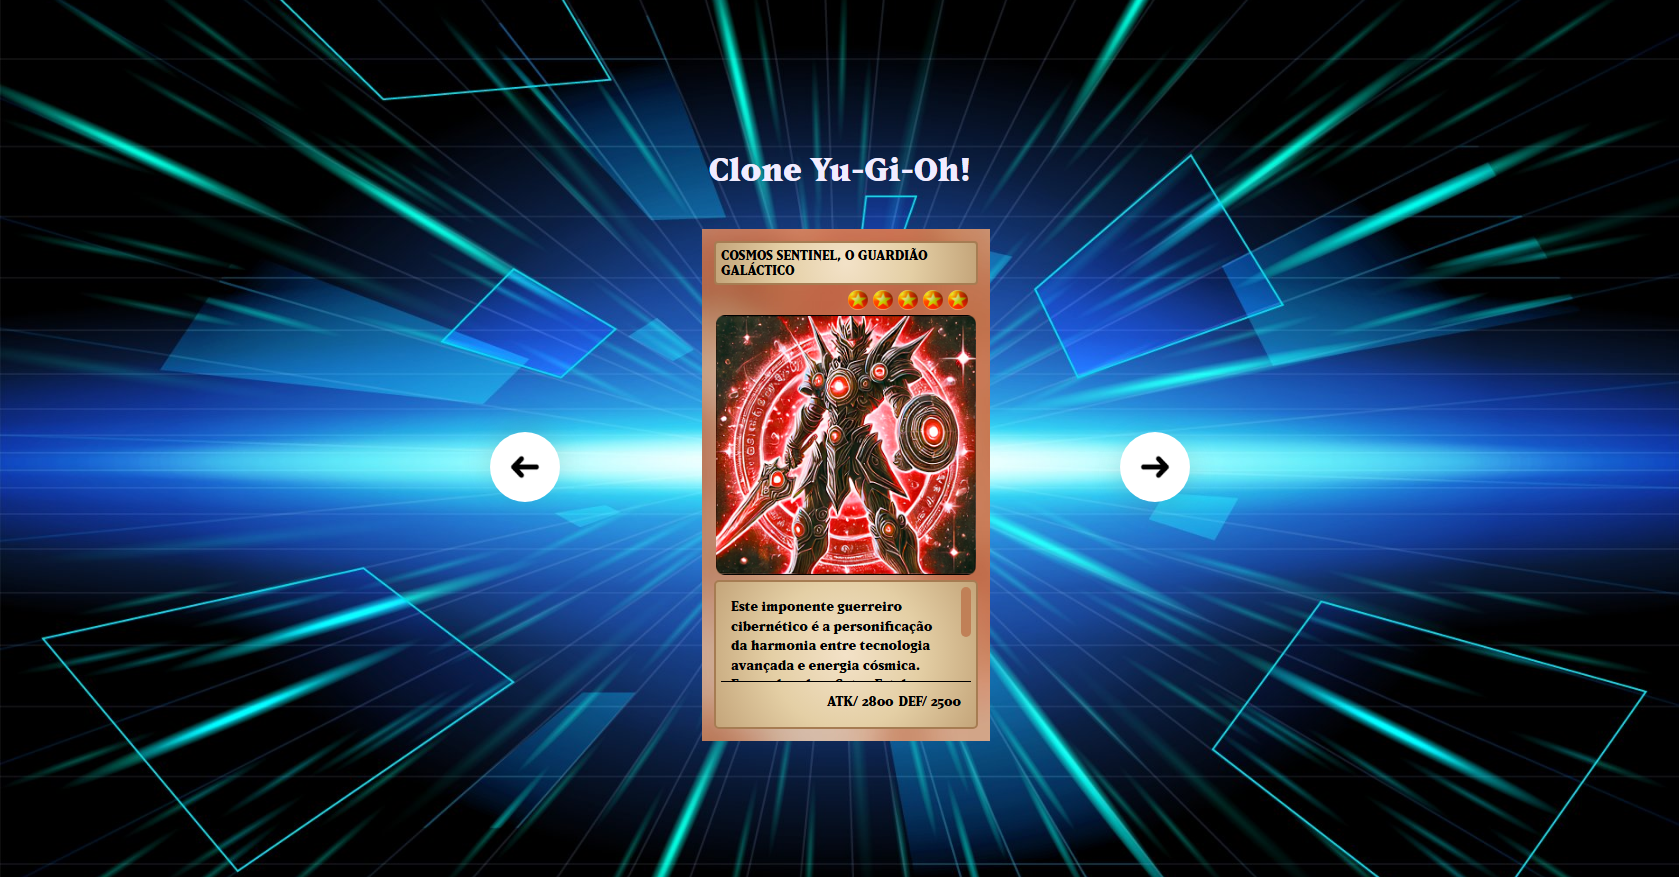 Clone Yu-Gi-Oh!
COSMOS SENTINEL, O GUARDIÃO
GALÁCTICO
Este imponente guerreiro
cibernético é a personificação
da harmonia entre tecnologia
avançada e energia cósmica.
ATK/ 2800 DEF/ 2500